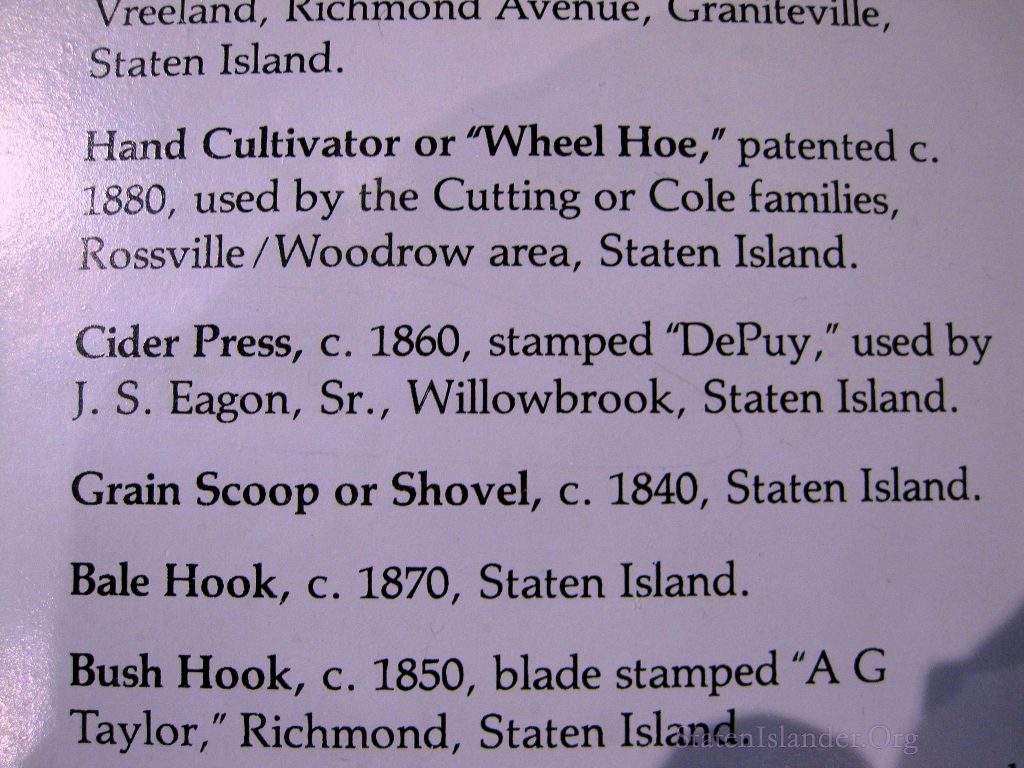 Vreeland, Richmond Avenue, Graniteville,
Staten Island.
Hand Cultivator or “Wheel Hoe,” patented c.
1880, used by the Cutting or Cole families,
Rossville/Woodrow area, Staten Island.
Cider Press, c. 1860, stamped “DePuy,” used by
J. S. Eagon, Sr., Willowbrook, Staten Island.
Grain Scoop or Shovel, c. 1840, Staten Island.
Bale Hook, c. 1870, Staten Island.
Bush Hook, c. 1850, blade stamped “A G
Taylor,” Richmond, Staten Island.
StatenIslander.Org